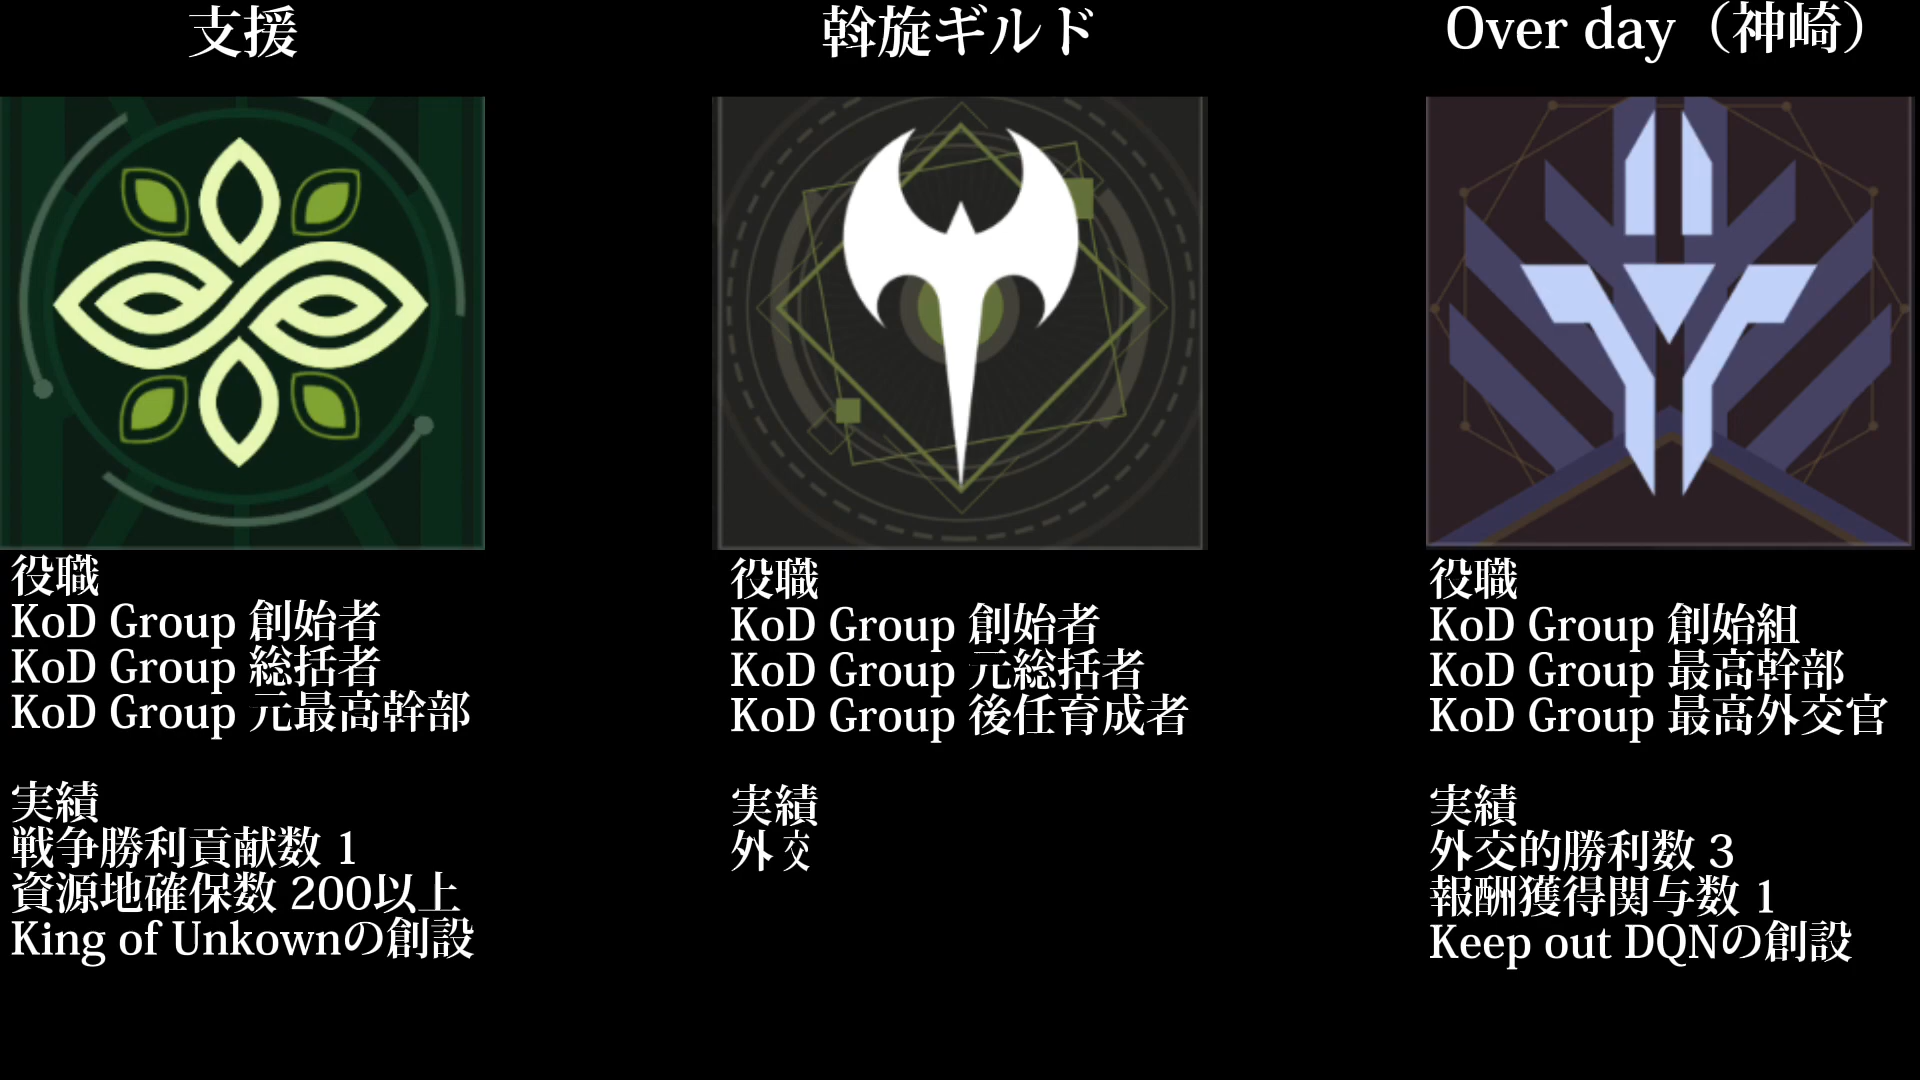 支援
斡旋ギルド
Over day（神崎）
役職
KoD Group 創始者
KoD Group 総括者
KoD Group 元最高幹部
実績
戦争勝利貢献数 1
資源地確保数 200以上
King of Unkownの創設
役職
KoD Group 創始者
KoD Group 元総括者
KoD Group 後任育成者
実績
外交
役職
KoD Group 創始組
KoD Group 最高幹部
KoD Group 最高外交官
実績
外交的勝利数 3
報酬獲得関与数 1
Keep out DQNの創設